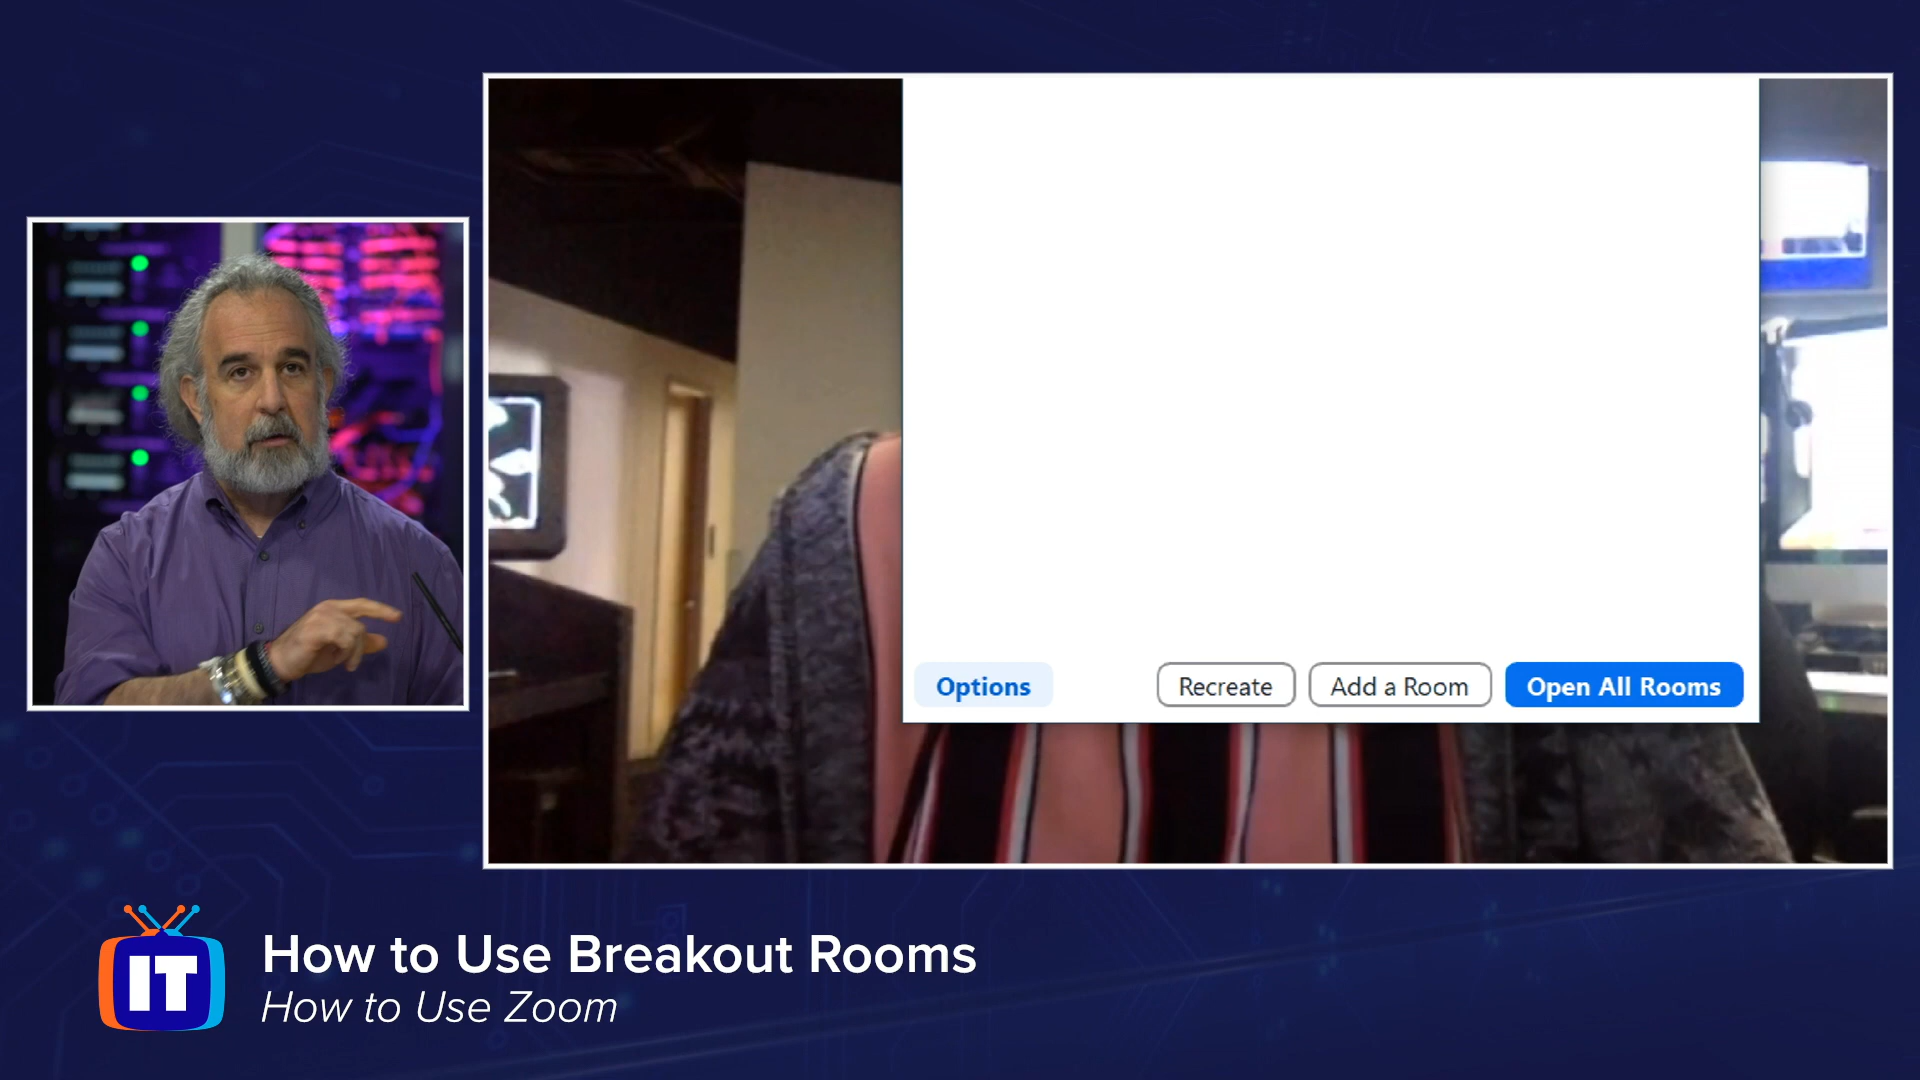 Options
Recreate
Add a Room
Open All Rooms
IT
How to Use Breakout Rooms
How to Use Zoom